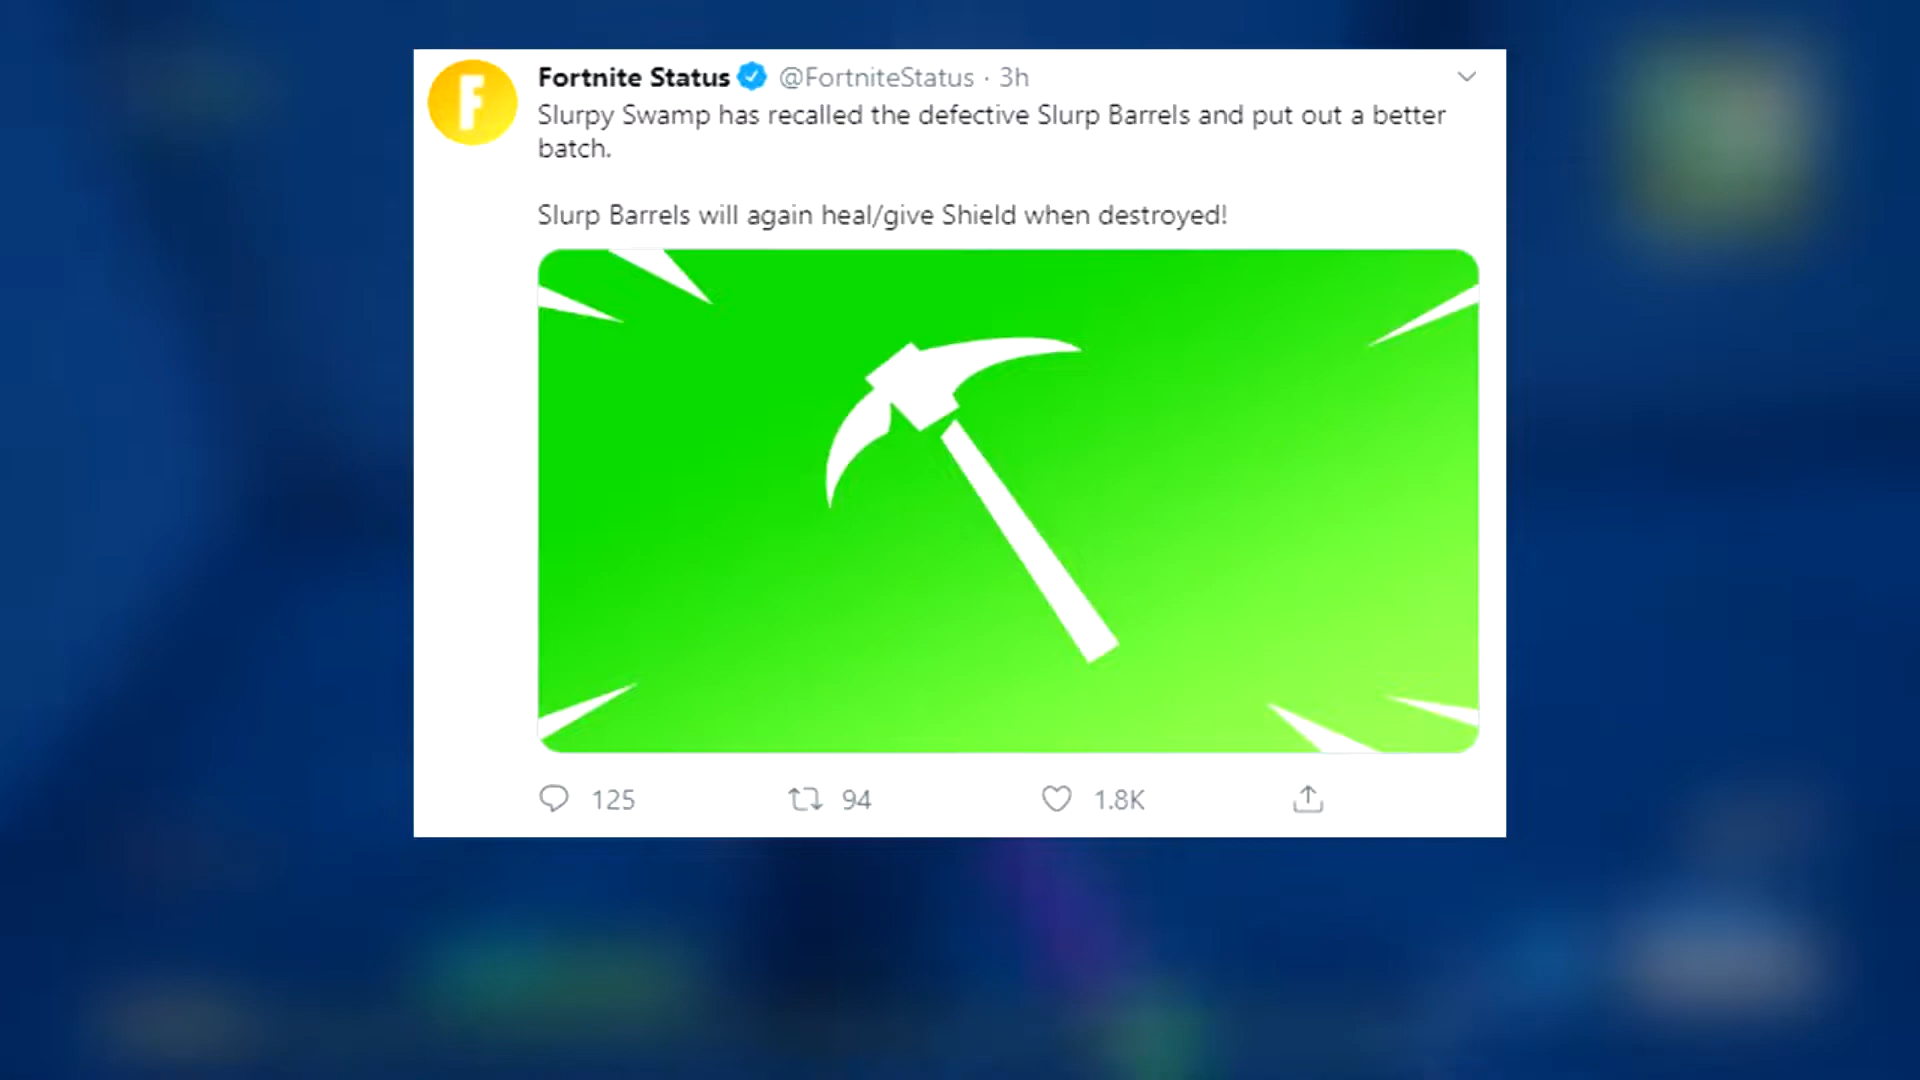 Fortnite Status @FortniteStatus · 3h
Slurpy Swamp has recalled the defective Slurp Barrels and put out a better
batch.
Slurp Barrels will again heal/give Shield when destroyed!
125 94 1.8K